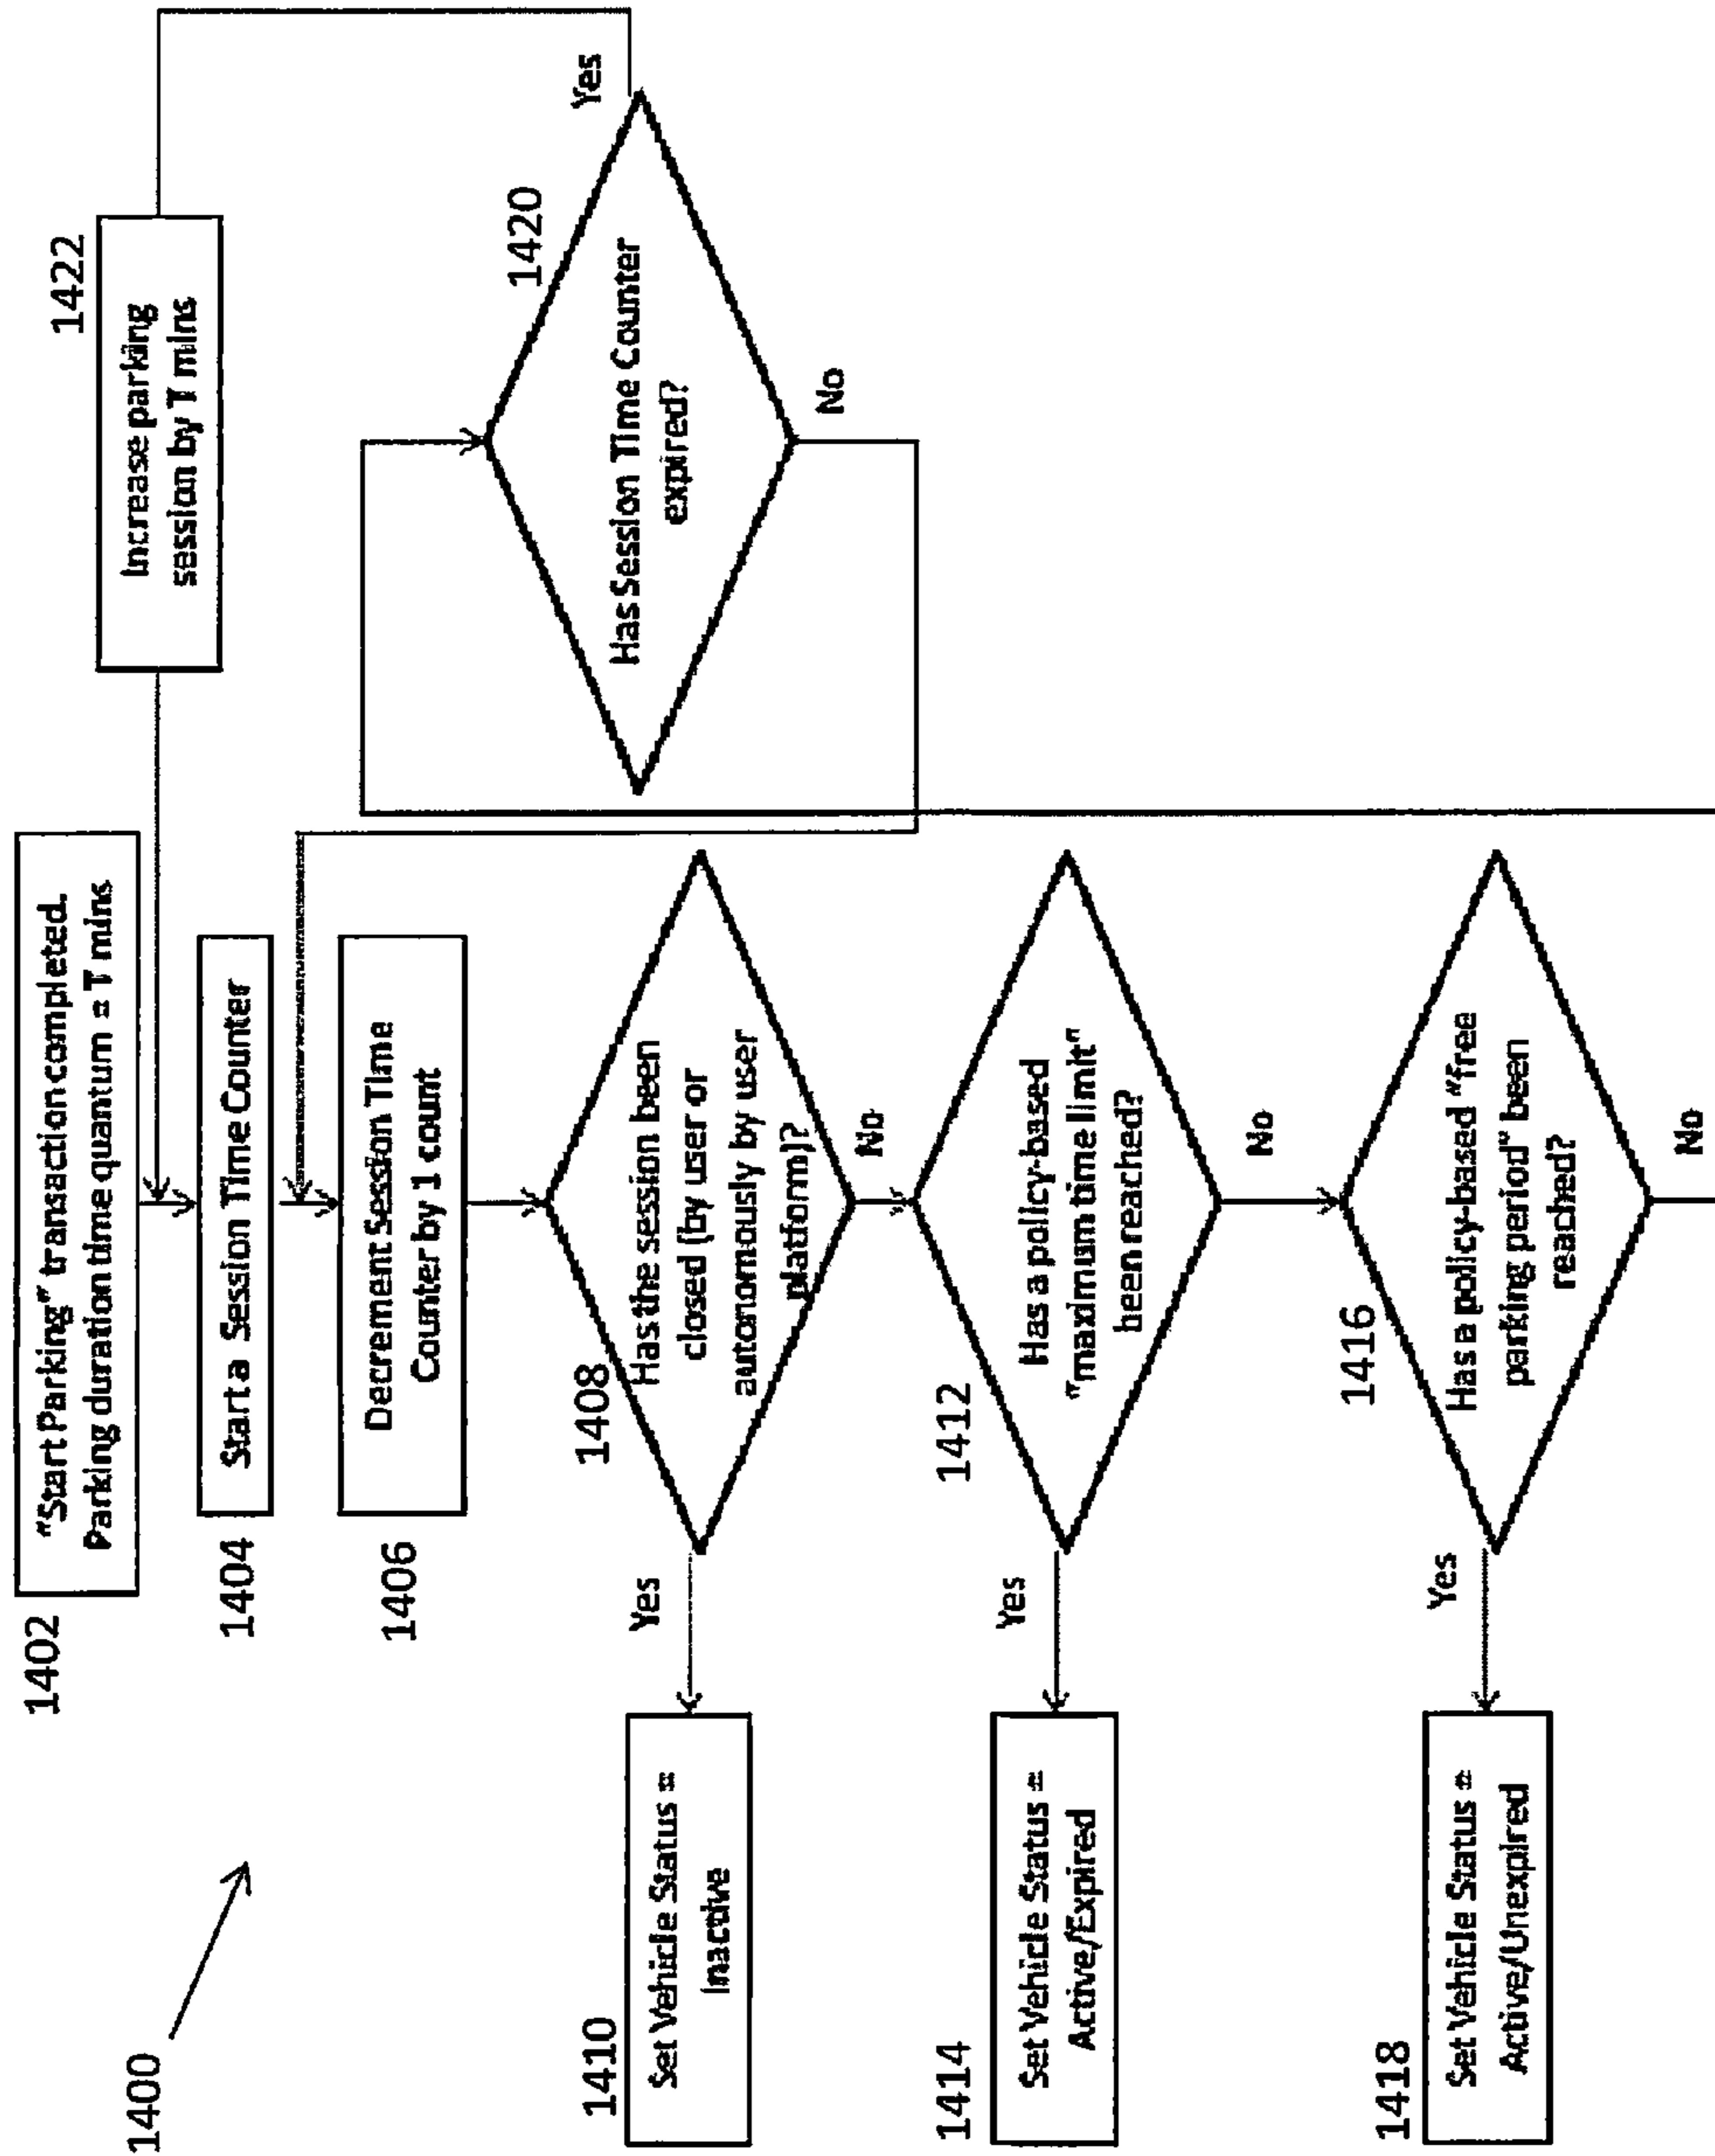 1400
1402
"Start Parking" transaction completed.
Parking duration time quantum = T mins
1422
Increase parking
session by T mins
1404
Start a Session Time Counter
1406
Decrement Session Time
Counter by 1 count
1408
Has the session been
closed (by user or
autonomously by user
platform)?
Yes
No
1410
Set Vehicle Status =
Inactive
1412
Has a policy-based
"maximum time limit"
been reached?
Yes
No
1414
Set Vehicle Status =
Active/Expired
1416
Has a policy-based "free
parking period" been
reached?
Yes
No
1418
Set Vehicle Status =
Active/Unexpired
1420
Has Session Time Counter
expired?
Yes
No